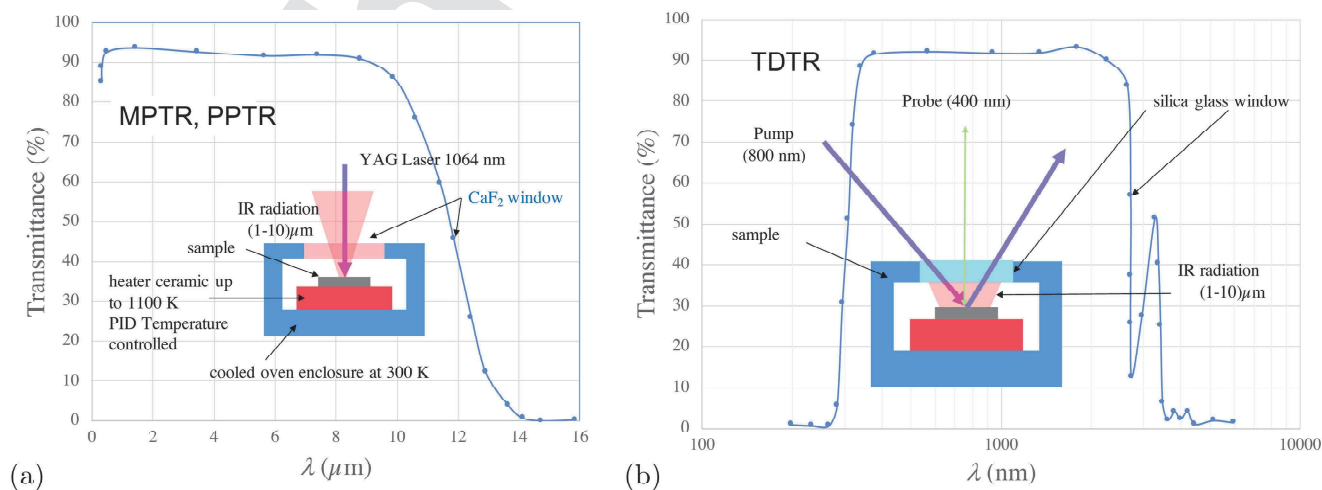 100
90
80
70
60
50
40
30
20
10
0
Transmittance (%)
MPTR, PPTR
YAG Laser 1064 nm
CaF₂ window
IR radiation
(1-10)µm
sample
heater ceramic up
to 1100 K
PID Temperature
controlled
cooled oven enclosure at 300 K
0 2 4 6 8 10 12 14 16
λ (µm)
(a)
100
90
80
70
60
50
40
30
20
10
0
Transmittance (%)
TDTR
Probe (400 nm)
silica glass window
Pump
(800 nm)
sample
IR radiation
(1-10)µm
100 1000 10000
λ (nm)
(b)